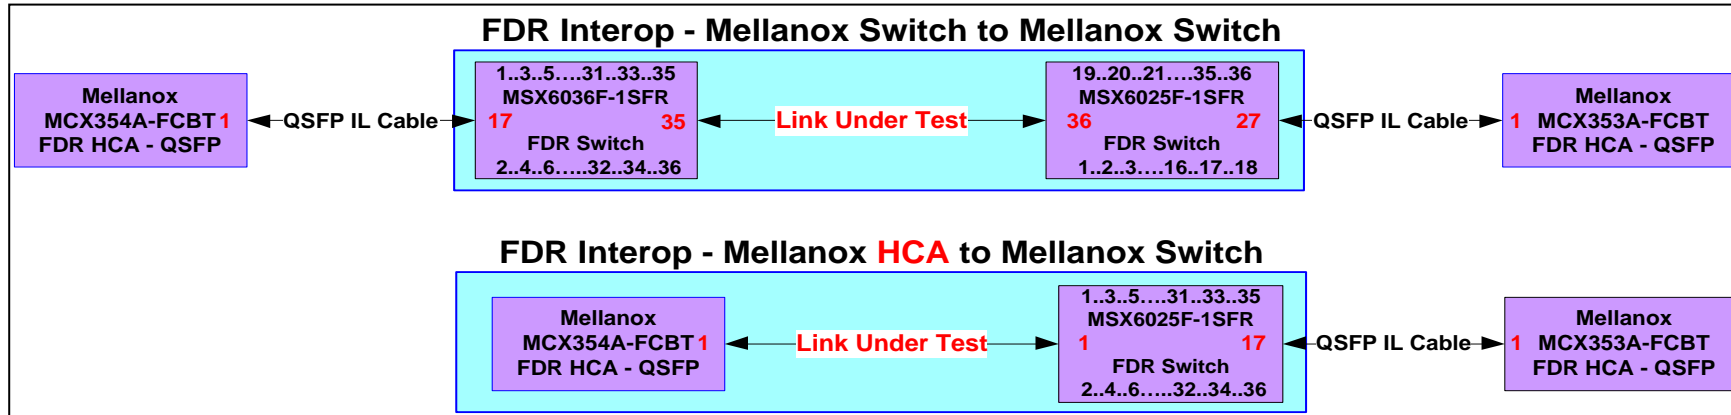 FDR Interop - Mellanox Switch to Mellanox Switch
Mellanox
MCX354A-FCBT 1
FDR HCA - QSFP
QSFP IL Cable
1..3..5....31..33..35
MSX6036F-1SFR
17 35
FDR Switch
2..4..6.....32..34..36
Link Under Test
19..20..21....35..36
MSX6025F-1SFR
36 27
FDR Switch
1..2..3....16..17..18
QSFP IL Cable
Mellanox
1 MCX353A-FCBT
FDR HCA - QSFP
FDR Interop - Mellanox HCA to Mellanox Switch
Mellanox
MCX354A-FCBT 1
FDR HCA - QSFP
Link Under Test
1..3..5....31..33..35
MSX6025F-1SFR
1 17
FDR Switch
2..4..6.....32..34..36
QSFP IL Cable
Mellanox
1 MCX353A-FCBT
FDR HCA - QSFP